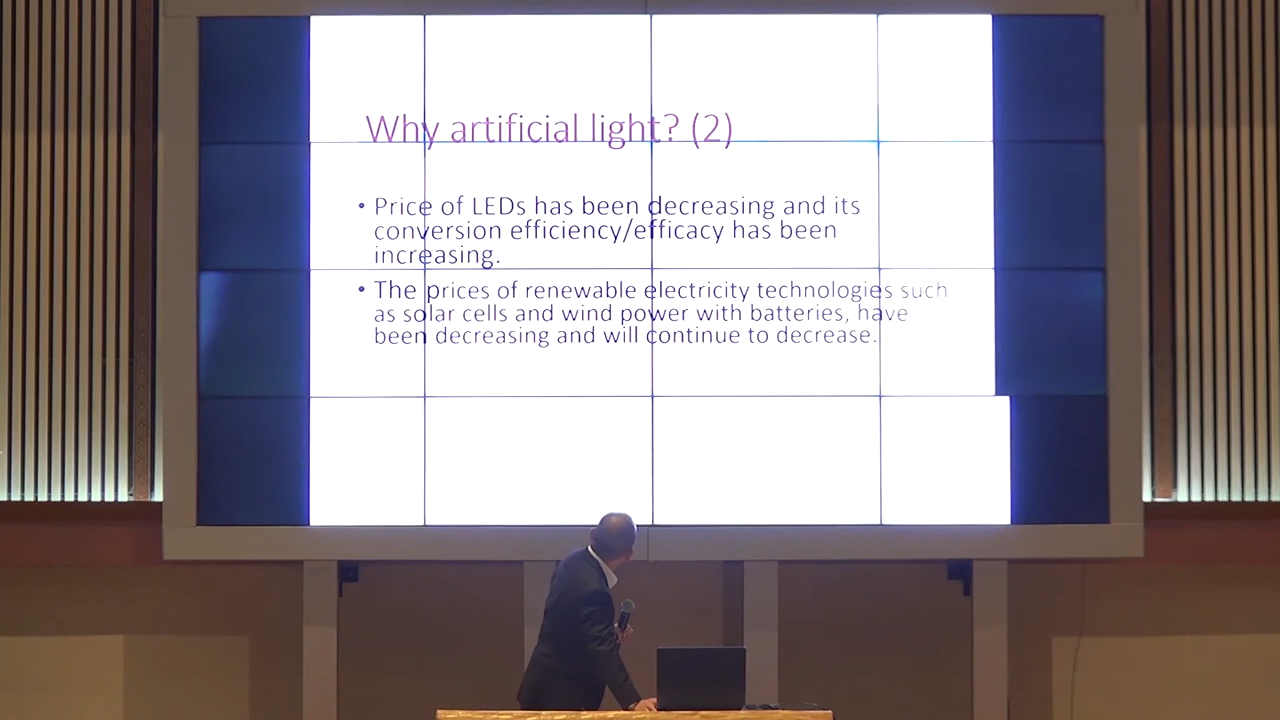 Why artificial light? (2)
• Price of LEDs has been decreasing and its
conversion efficiency/efficacy has been
increasing.
• The prices of renewable electricity technologies such
as solar cells and wind power with batteries, have
been decreasing and will continue to decrease.